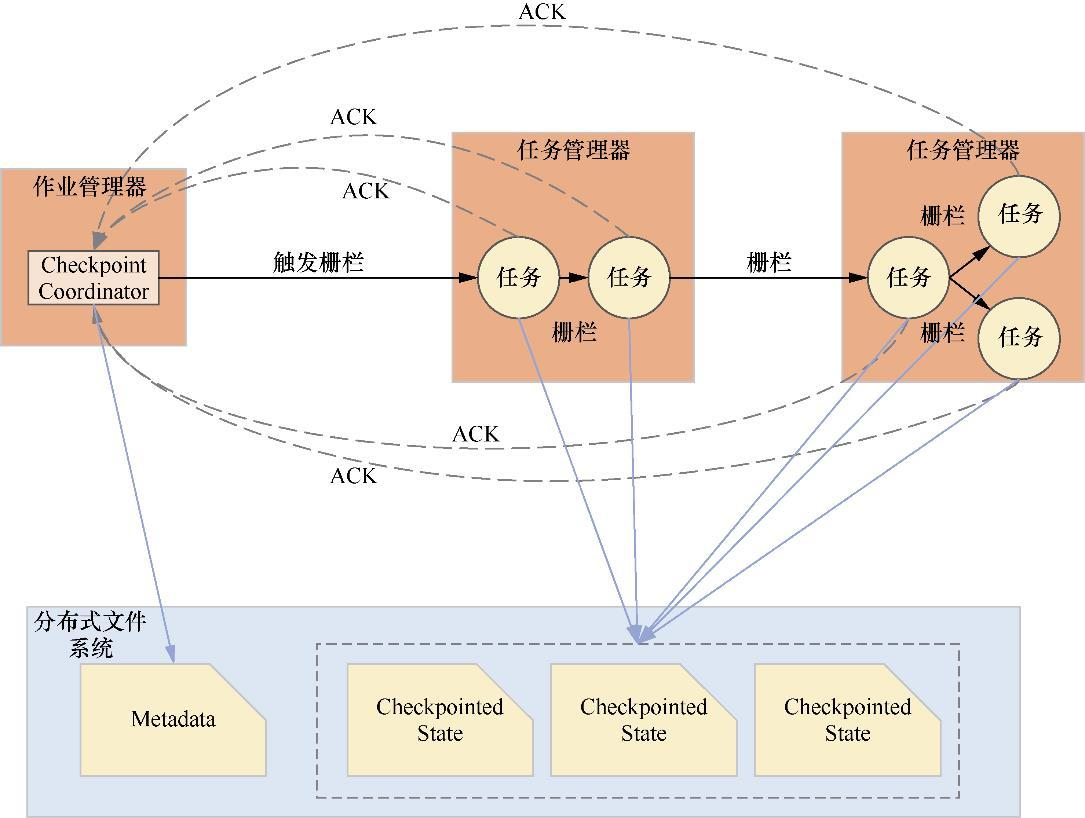 ACK
ACK
ACK
作业管理器
Checkpoint
Coordinator
触发栅栏
任务管理器
任务
任务
栅栏
栅栏
任务管理器
任务
栅栏
任务
栅栏
任务
ACK
ACK
分布式文件
系统
Metadata
Checkpointed
State
Checkpointed
State
Checkpointed
State